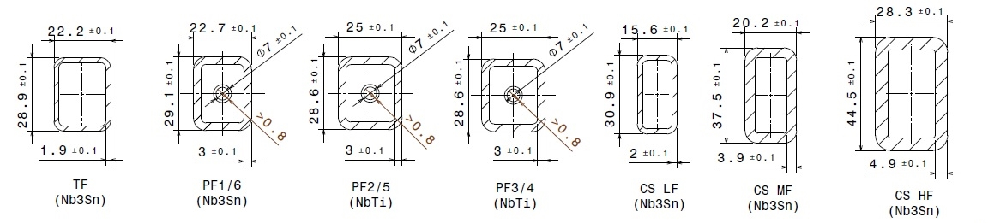 22.2 ±0.1
28.9 ±0.1
1.9 ±0.1
TF
(Nb3Sn)
22.7 ±0.1
Φ7 ±0.1
29.1 ±0.1
>0.8
3 ±0.1
PF1/6
(Nb3Sn)
25 ±0.1
Φ7 ±0.1
28.6 ±0.1
>0.8
3 ±0.1
PF2/5
(NbTi)
25 ±0.1
Φ7 ±0.1
28.6 ±0.1
>0.8
3 ±0.1
PF3/4
(NbTi)
15.6 ±0.1
30.9 ±0.1
2 ±0.1
CS LF
(Nb3Sn)
20.2 ±0.1
37.5 ±0.1
3.9 ±0.1
CS MF
(Nb3Sn)
28.3 ±0.1
44.5 ±0.1
4.9 ±0.1
CS HF
(Nb3Sn)